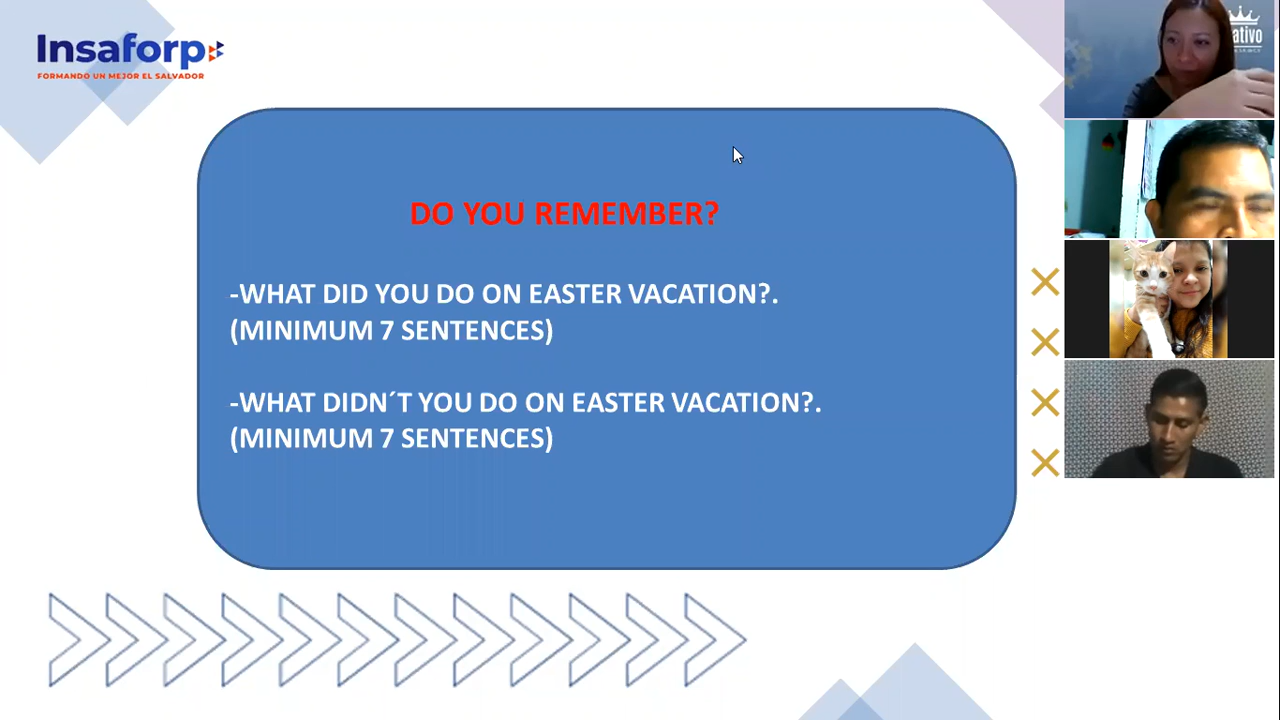 Insaforp
FORMANDO UN MEJOR EL SALVADOR
DO YOU REMEMBER?
-WHAT DID YOU DO ON EASTER VACATION?.
(MINIMUM 7 SENTENCES)
-WHAT DIDN´T YOU DO ON EASTER VACATION?.
(MINIMUM 7 SENTENCES)
ativo